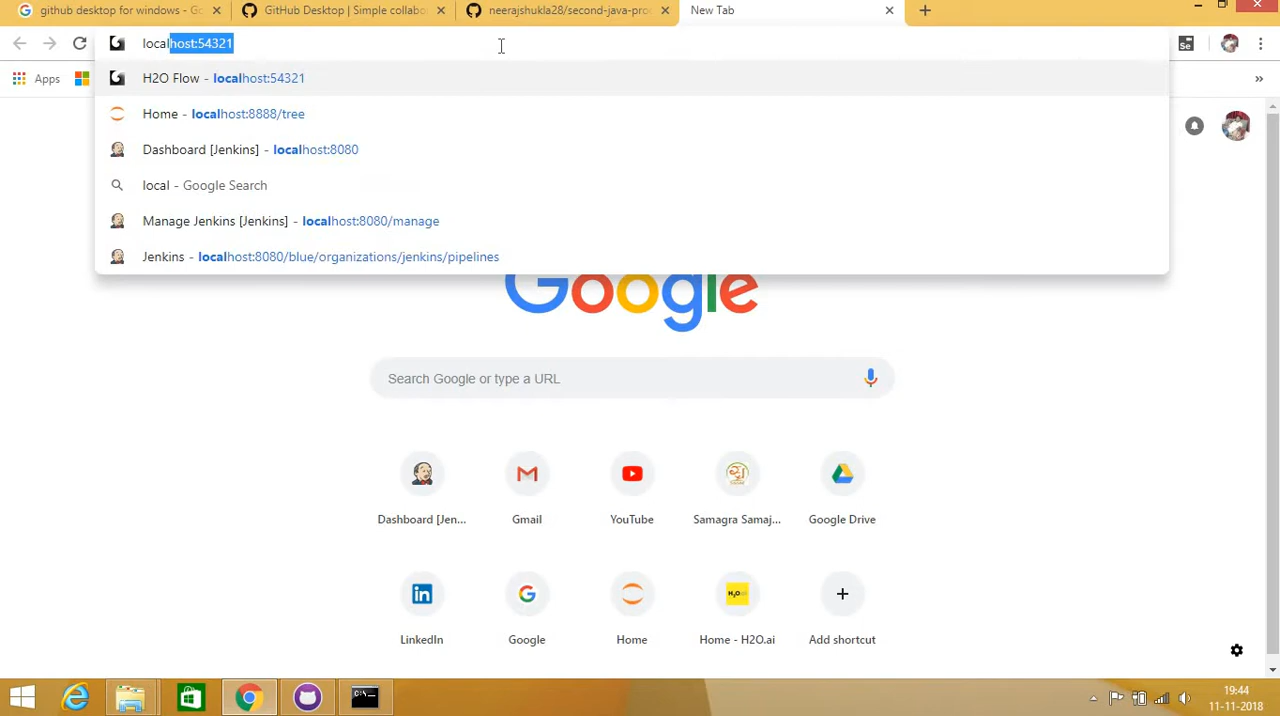 github desktop for windows - Go
GitHub Desktop | Simple collabo
neerajshukla28/second-java-pro
New Tab
localhost:54321
Se
Apps
»
H2O Flow - localhost:54321
Home - localhost:8888/tree
Dashboard [Jenkins] - localhost:8080
local - Google Search
Manage Jenkins [Jenkins] - localhost:8080/manage
Jenkins - localhost:8080/blue/organizations/jenkins/pipelines
Google
Search Google or type a URL
Dashboard [Jen...
Gmail
YouTube
Samagra Samaj...
Google Drive
H2O.ai
LinkedIn
Google
Home
Home - H2O.ai
Add shortcut
19:44
11-11-2018